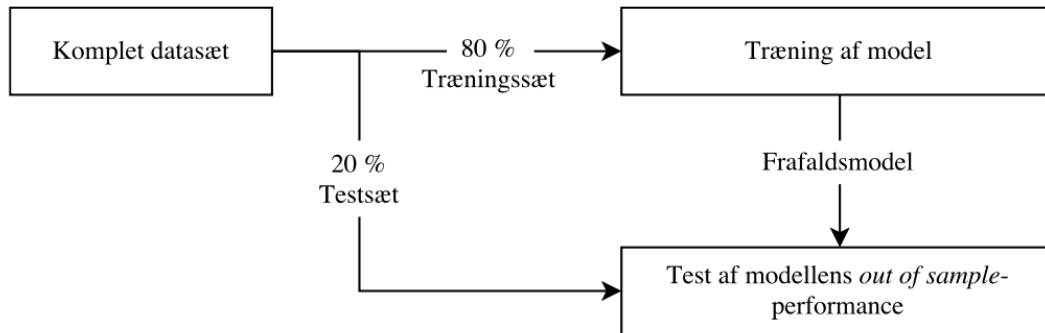 Komplet datasæt
80 %
Træningssæt
Træning af model
20 %
Testsæt
Frafaldsmodel
Test af modellens out of sample-
performance